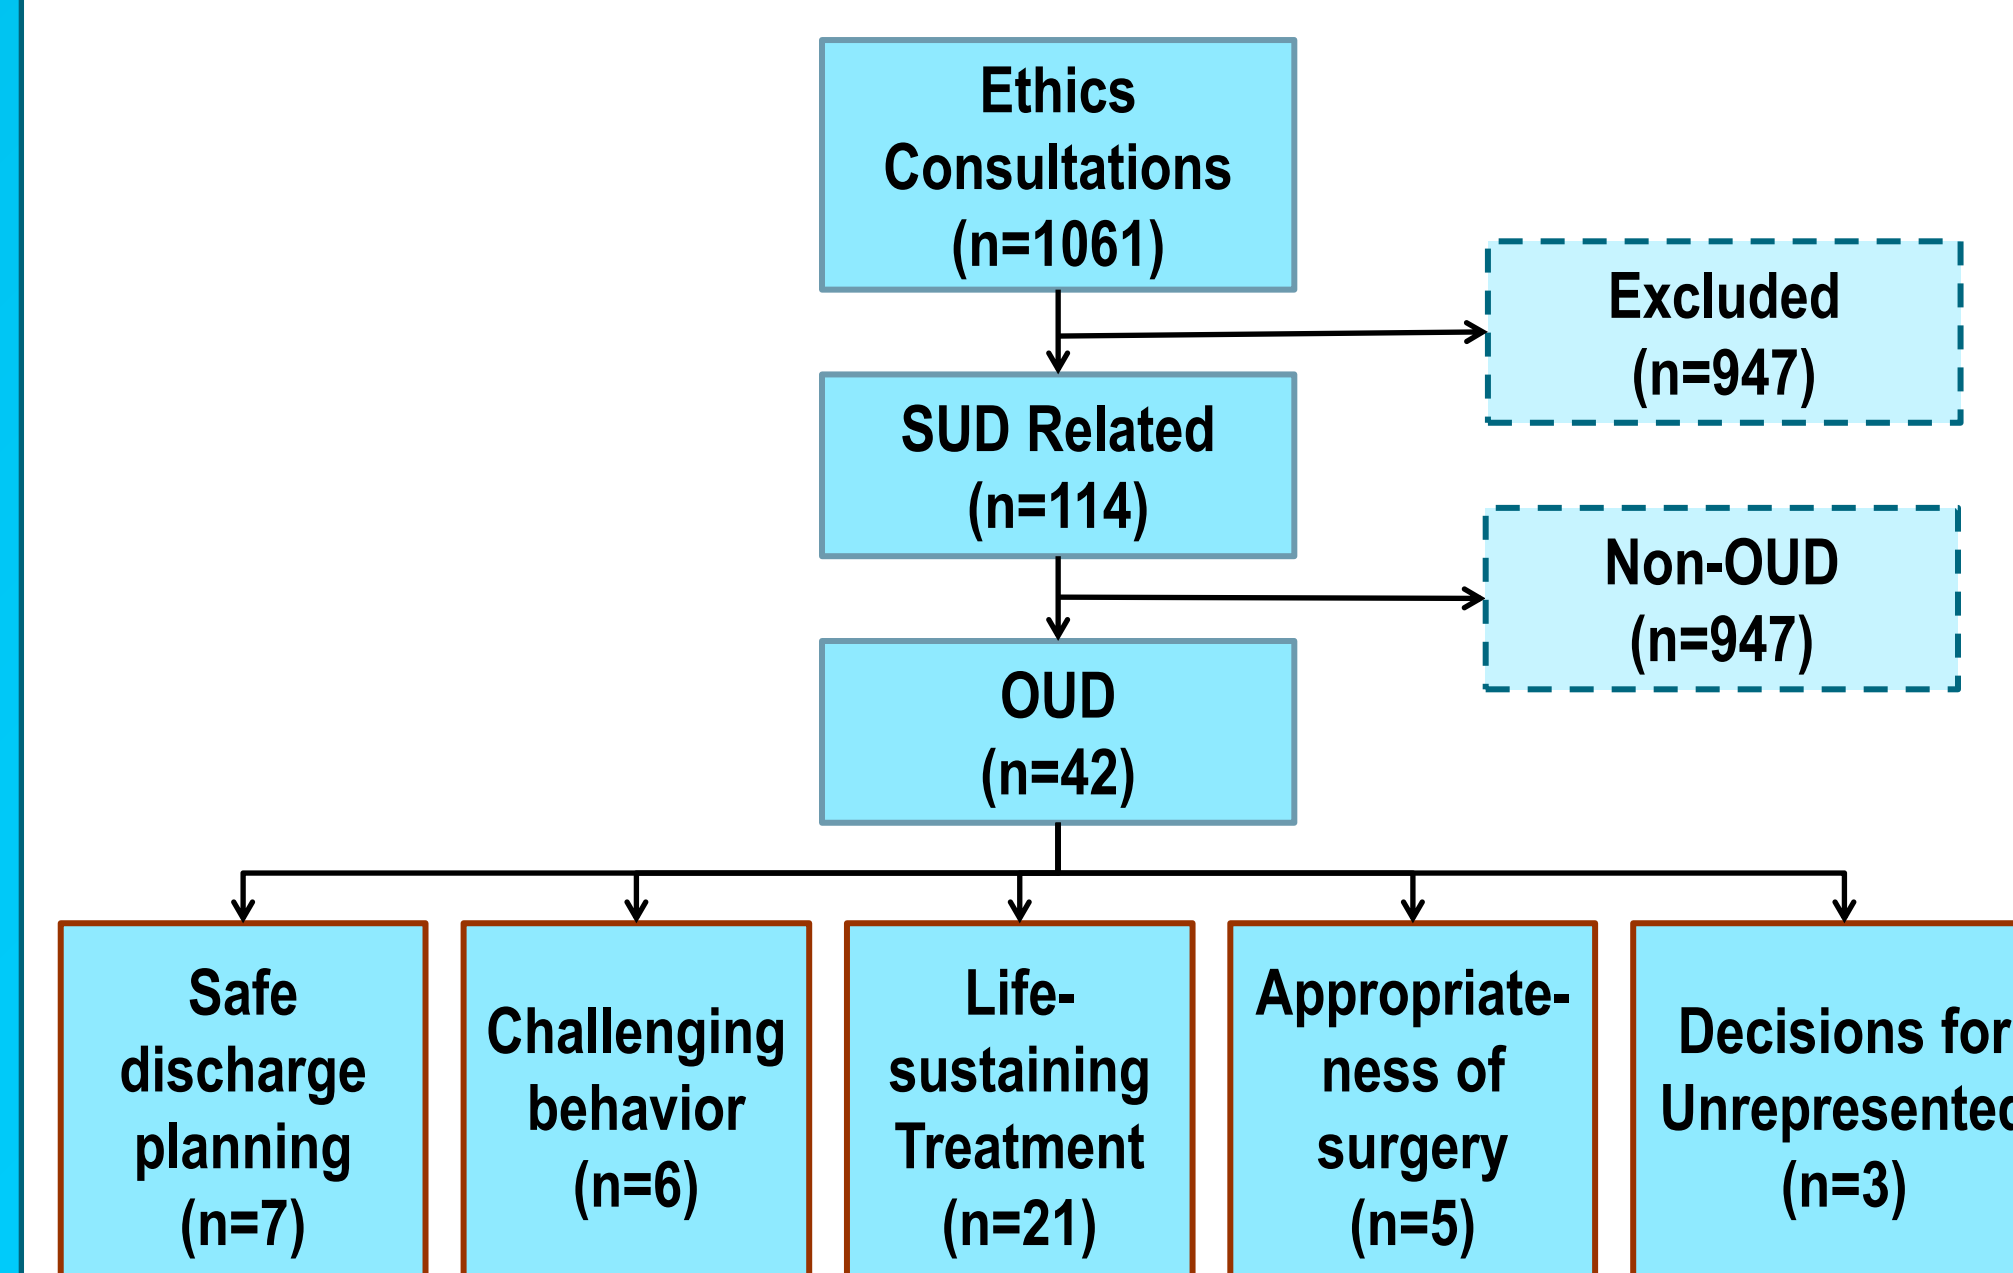 Ethics
Consultations
(n=1061)
Excluded
(n=947)
SUD Related
(n=114)
Non-OUD
(n=947)
OUD
(n=42)
Safe
discharge
planning
(n=7)
Challenging
behavior
(n=6)
Life-
sustaining
Treatment
(n=21)
Appropriate-
ness of
surgery
(n=5)
Decisions for
Unrepresented
(n=3)